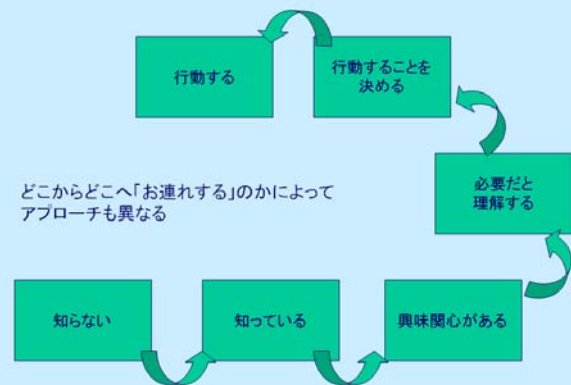 行動する
行動することを
決める
どこからどこへ「お連れする」のかによって
アプローチも異なる
必要だと
理解する
知らない
知っている
興味関心がある